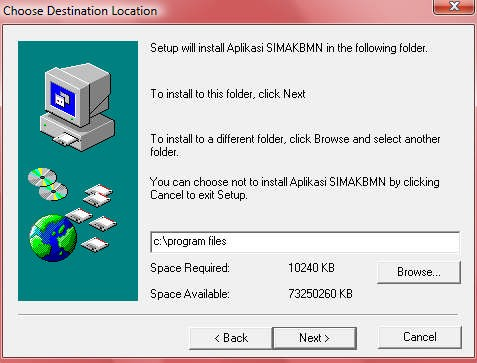 Choose Destination Location
Setup will install Aplikasi SIMAKBMN in the following folder.
To install to this folder, click Next
To install to a different folder, click Browse and select another
folder.
You can choose not to install Aplikasi SIMAKBMN by clicking
Cancel to exit Setup.
c:\program files
Space Required: 10240 KB
Browse...
Space Available: 73250260 KB
< Back Next > Cancel